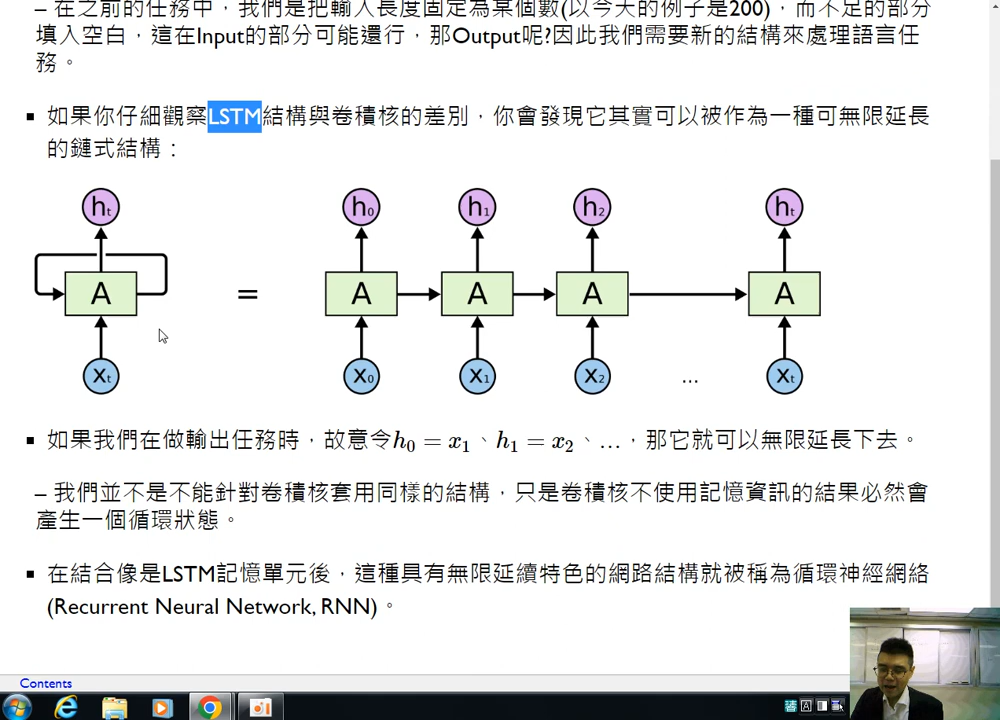 – 在之前的任務中，我們是把輸入長度固定為某個數(以今天的例子是200)，而不足的部分
填入空白，這在Input的部分可能還行，那Output呢?因此我們需要新的結構來處理語言任
務。
▪ 如果你仔細觀察LSTM結構與卷積核的差別，你會發現它其實可以被作為一種可無限延長
的鏈式結構：
hₜ h₀ h₁ h₂ hₜ
A = A A A A
xₜ x₀ x₁ x₂ ... xₜ
▪ 如果我們在做輸出任務時，故意令h₀ = x₁、h₁ = x₂、…，那它就可以無限延長下去。
– 我們並不是不能針對卷積核套用同樣的結構，只是卷積核不使用記憶資訊的結果必然會
產生一個循環狀態。
▪ 在結合像是LSTM記憶單元後，這種具有無限延續特色的網路結構就被稱為循環神經網絡
(Recurrent Neural Network, RNN)。
Contents